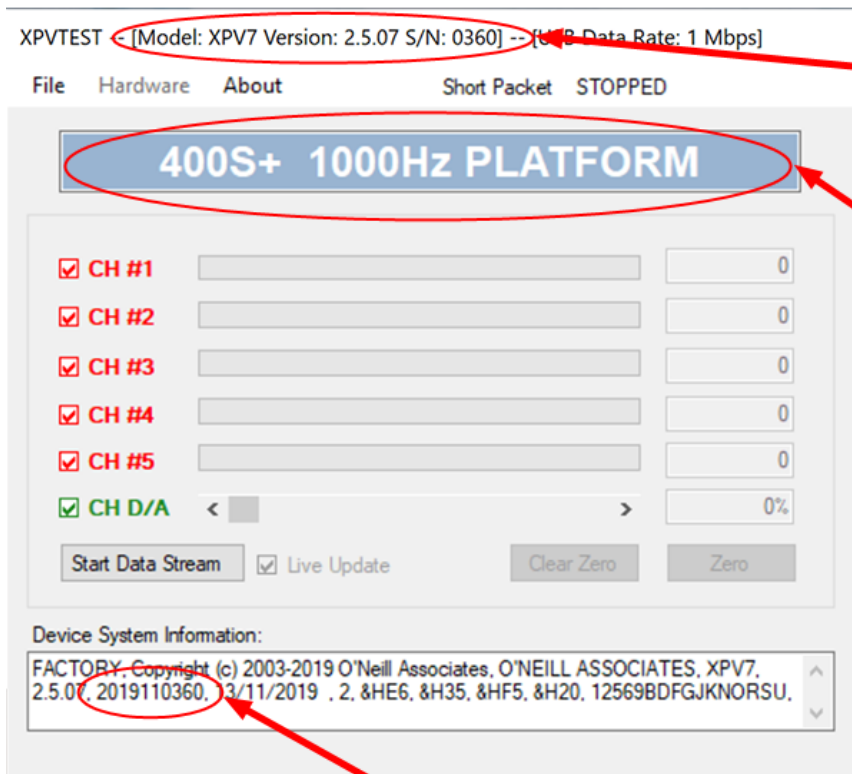 XPVTEST -- [Model: XPV7 Version: 2.5.07 S/N: 0360] -- [USB Data Rate: 1 Mbps]
File Hardware About Short Packet STOPPED
400S+ 1000Hz PLATFORM
CH #1 0
CH #2 0
CH #3 0
CH #4 0
CH #5 0
CH D/A < > 0%
Start Data Stream Live Update Clear Zero Zero
Device System Information:
FACTORY, Copyright (c) 2003-2019 O'Neill Associates, O'NEILL ASSOCIATES, XPV7,
2.5.07, 2019110360, 13/11/2019 , 2, &HE6, &H35, &HF5, &H20, 12569BDFGJKNORSU,